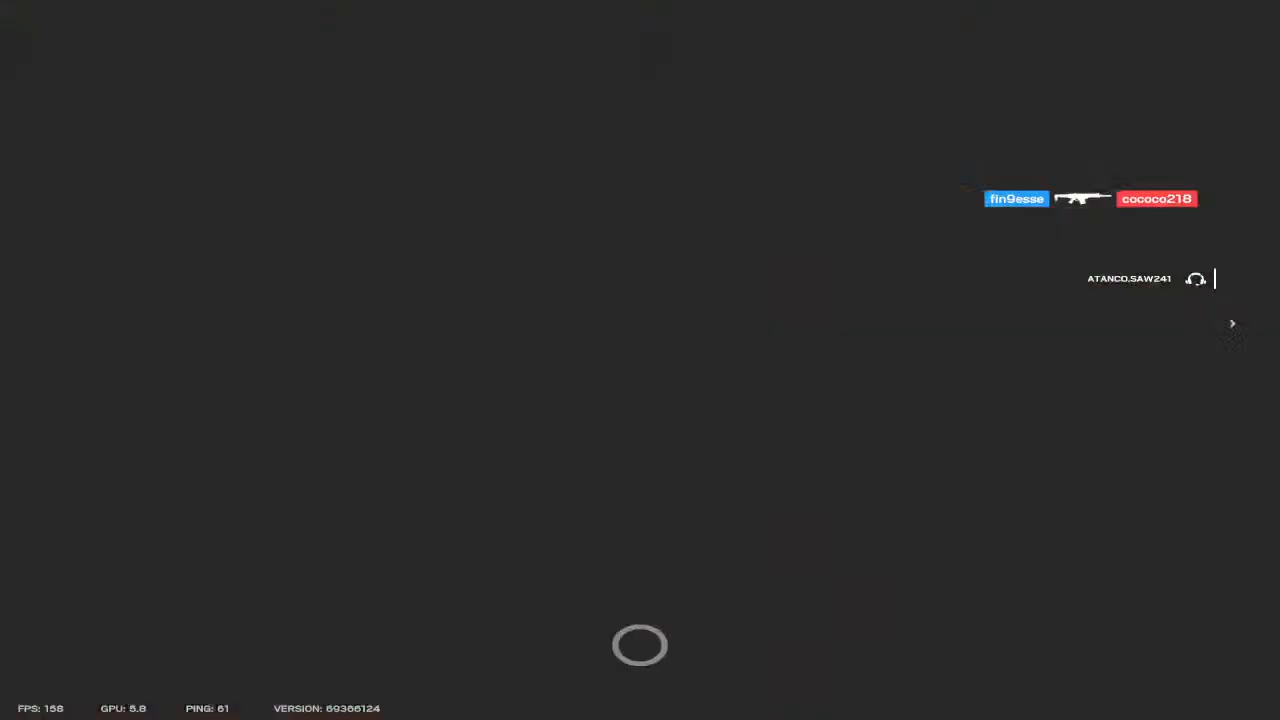 fin9esse cococo218
ATANCO.SAW241
FPS: 158 GPU: 5.8 PING: 61 VERSION: 69366124